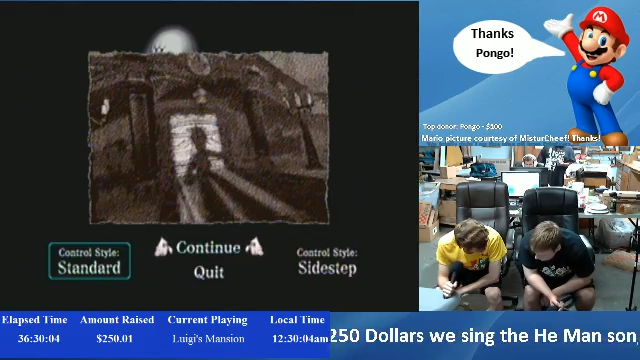 Thanks
Pongo!
Top donor: Pongo - $100
Mario picture courtesy of MisturCheef! Thanks!
Control Style:
Standard
Continue
Quit
Control Style:
Sidestep
Elapsed Time Amount Raised Current Playing Local Time
36:30:04 $250.01 Luigi's Mansion 12:30:04am
250 Dollars we sing the He Man son